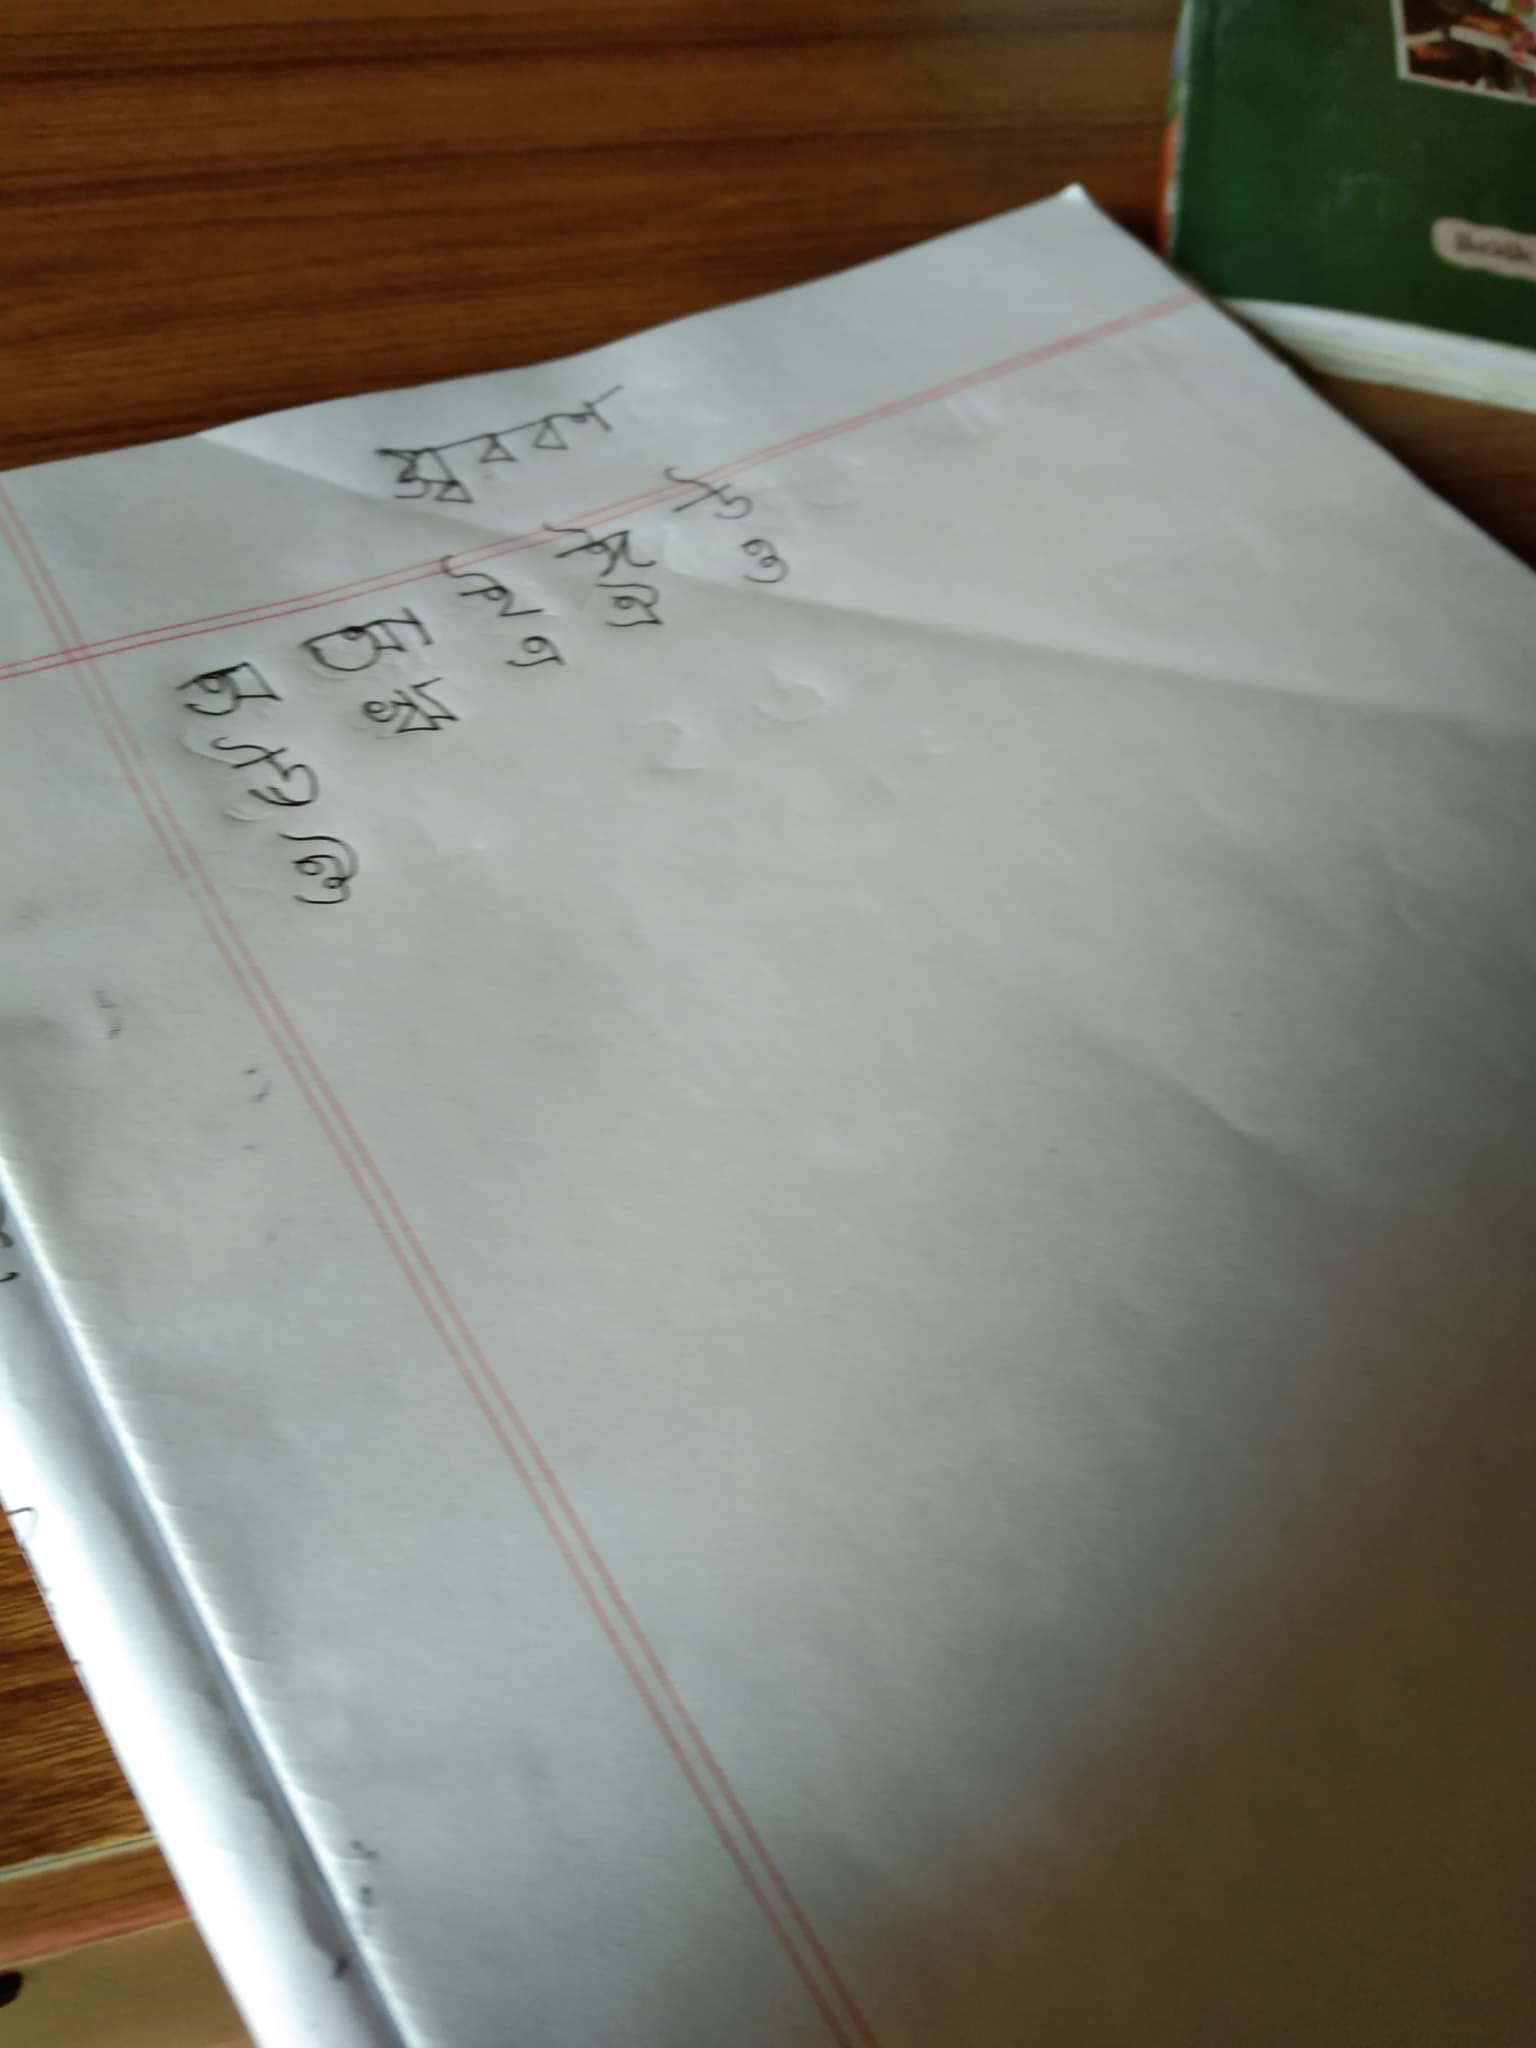 স্বরবর্ণ
অ আ ই ঈ উ
ঊ ঋ এ ঐ ও
ঔ